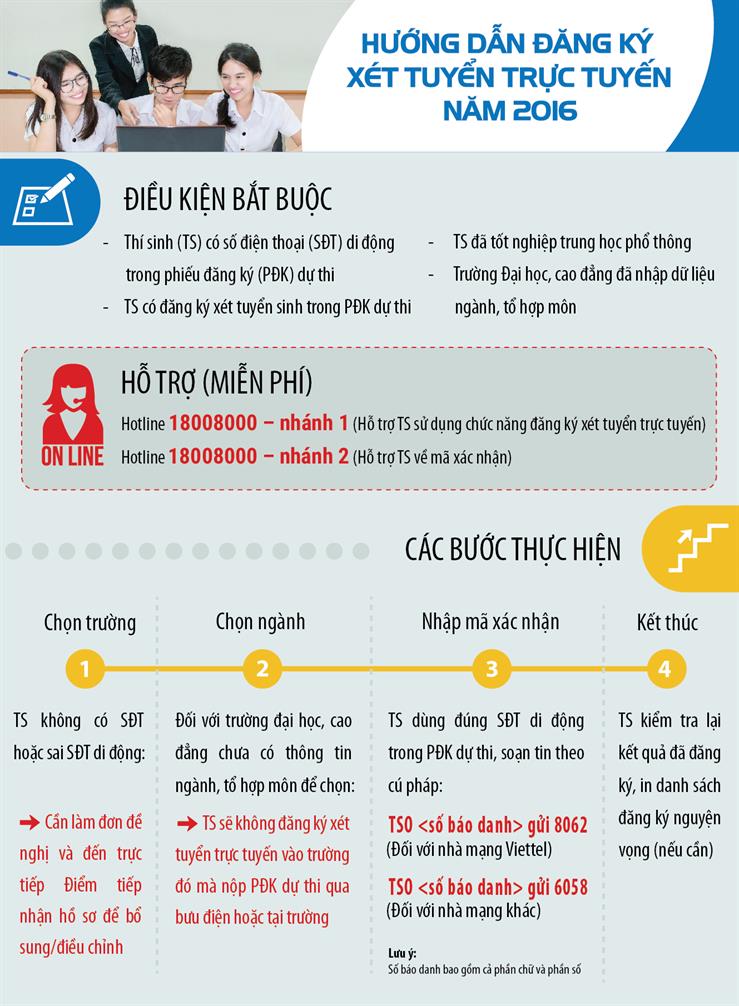 HƯỚNG DẪN ĐĂNG KÝ
XÉT TUYỂN TRỰC TUYẾN
NĂM 2016
ĐIỀU KIỆN BẮT BUỘC
- Thí sinh (TS) có số điện thoại (SĐT) di động
trong phiếu đăng ký (PĐK) dự thi
- TS có đăng ký xét tuyển sinh trong PĐK dự thi
- TS đã tốt nghiệp trung học phổ thông
- Trường Đại học, cao đẳng đã nhập dữ liệu
ngành, tổ hợp môn
ON LINE
HỖ TRỢ (MIỄN PHÍ)
Hotline 18008000 – nhánh 1 (Hỗ trợ TS sử dụng chức năng đăng ký xét tuyển trực tuyến)
Hotline 18008000 – nhánh 2 (Hỗ trợ TS về mã xác nhận)
CÁC BƯỚC THỰC HIỆN
Chọn trường
1
TS không có SĐT
hoặc sai SĐT di động:
Cần làm đơn đề
nghị và đến trực
tiếp Điểm tiếp
nhận hồ sơ để bổ
sung/điều chỉnh
Chọn ngành
2
Đối với trường đại học, cao
đẳng chưa có thông tin
ngành, tổ hợp môn để chọn:
TS sẽ không đăng ký xét
tuyển trực tuyến vào trường
đó mà nộp PĐK dự thi qua
bưu điện hoặc tại trường
Nhập mã xác nhận
3
TS dùng đúng SĐT di động
trong PĐK dự thi, soạn tin theo
cú pháp:
TSO <số báo danh> gửi 8062
(Đối với nhà mạng Viettel)
TSO <số báo danh> gửi 6058
(Đối với nhà mạng khác)
Lưu ý:
Số báo danh bao gồm cả phần chữ và phần số
Kết thúc
4
TS kiểm tra lại
kết quả đã đăng
ký, in danh sách
đăng ký nguyện
vọng (nếu cần)